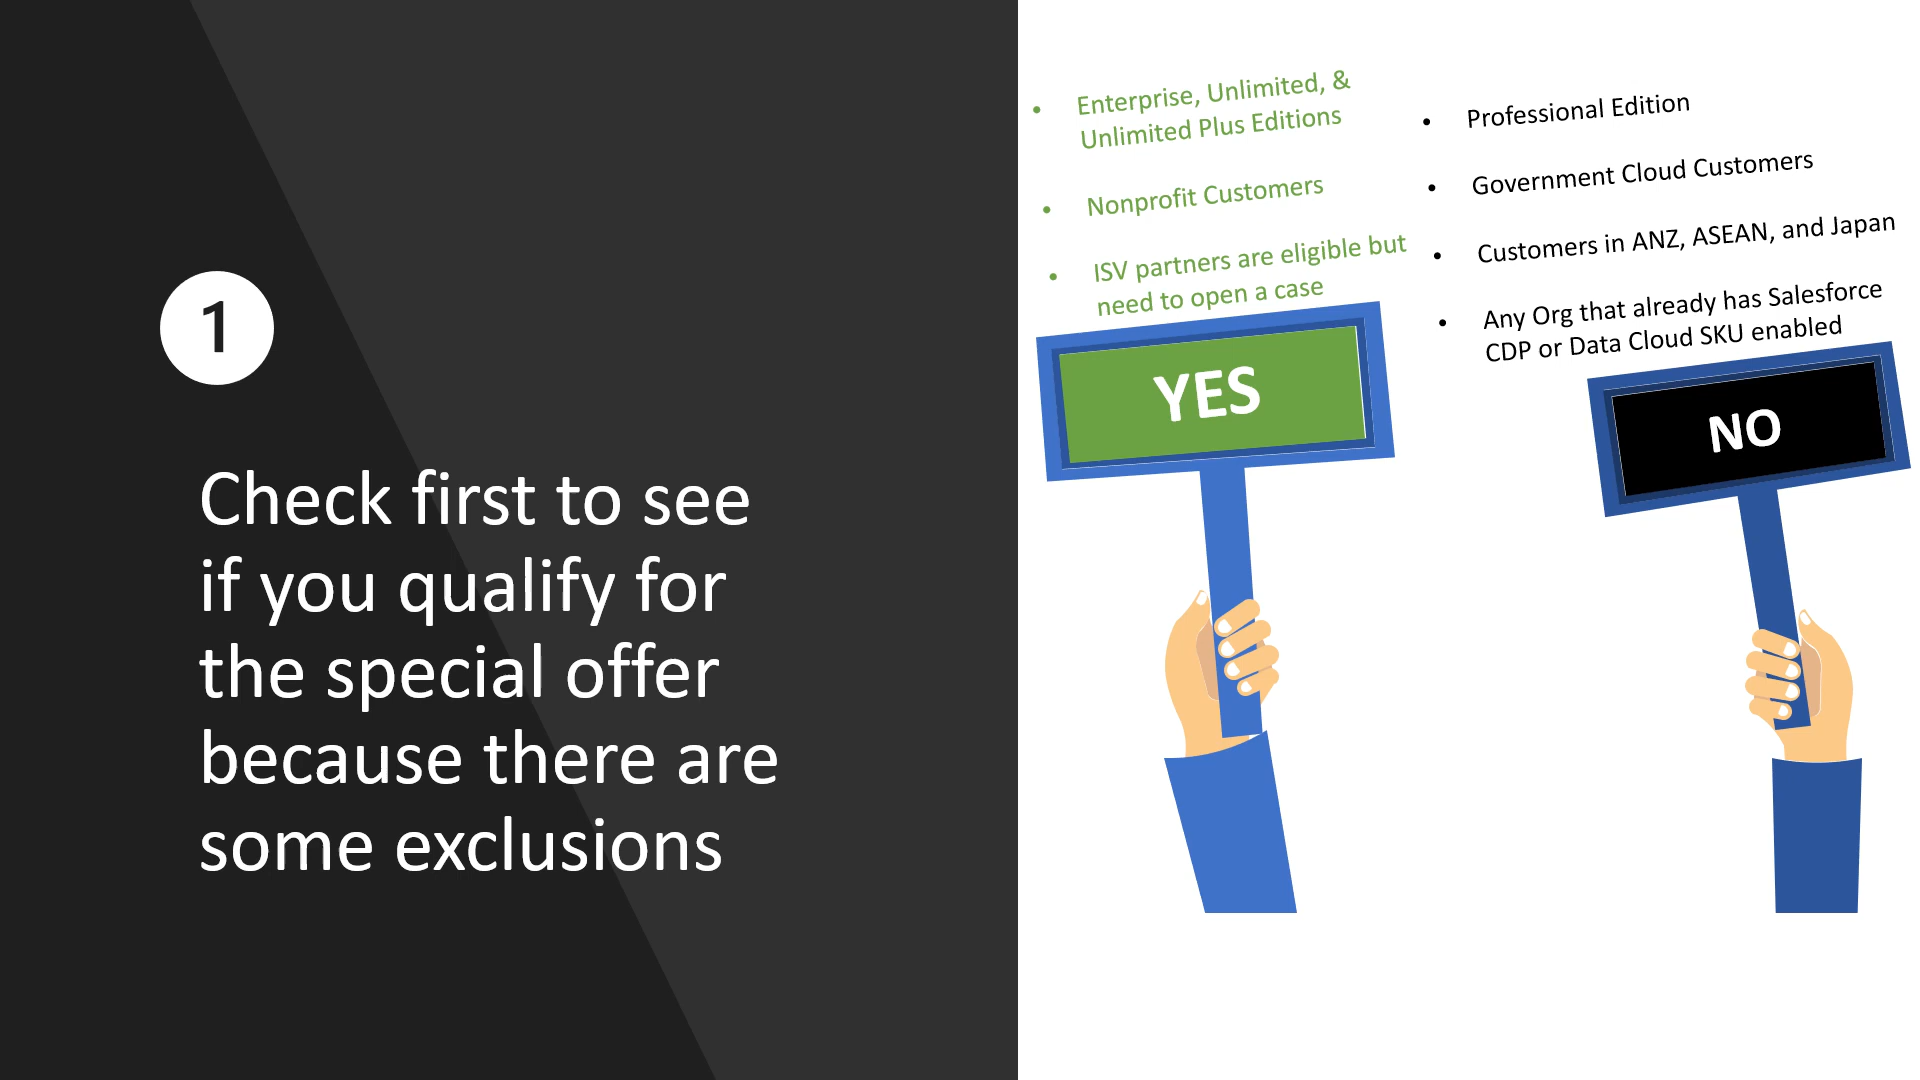 1
Check first to see
if you qualify for
the special offer
because there are
some exclusions
• Enterprise, Unlimited, &
Unlimited Plus Editions
• Nonprofit Customers
• ISV partners are eligible but
need to open a case
YES
• Professional Edition
• Government Cloud Customers
• Customers in ANZ, ASEAN, and Japan
• Any Org that already has Salesforce
CDP or Data Cloud SKU enabled
NO